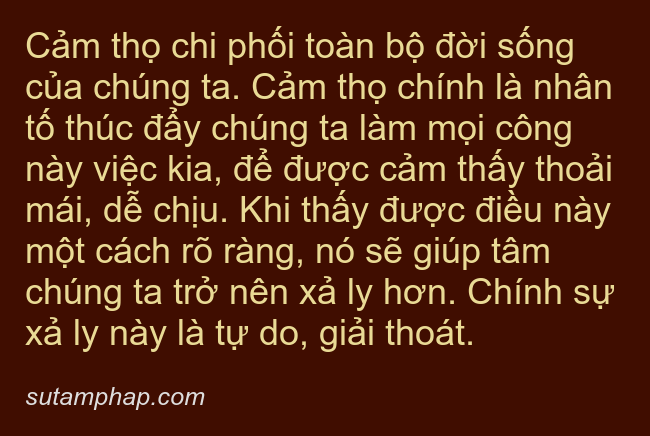 Cảm thọ chi phối toàn bộ đời sống
của chúng ta. Cảm thọ chính là nhân
tố thúc đẩy chúng ta làm mọi công
này việc kia, để được cảm thấy thoải
mái, dễ chịu. Khi thấy được điều này
một cách rõ ràng, nó sẽ giúp tâm
chúng ta trở nên xả ly hơn. Chính sự
xả ly này là tự do, giải thoát.
sutamphap.com